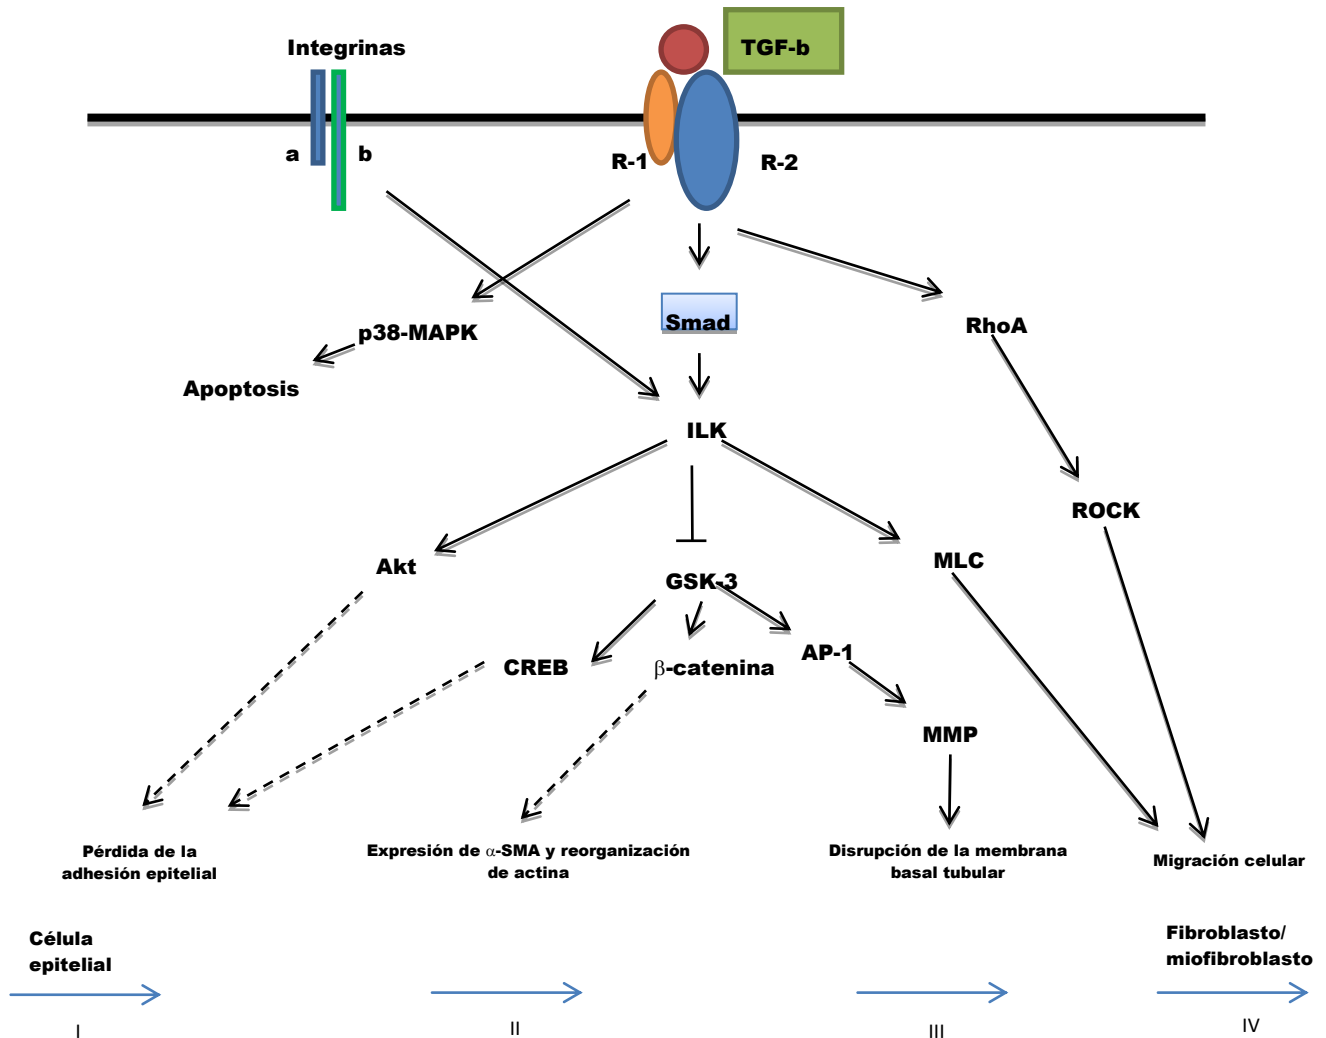 Integrinas
TGF-b
a
b
R-1
R-2
Smad
RhoA
p38-MAPK
Apoptosis
ILK
ROCK
Akt
MLC
GSK-3
CREB
β-catenina
AP-1
MMP
Pérdida de la
adhesión epitelial
Expresión de α-SMA y reorganización
de actina
Disrupción de la membrana
basal tubular
Migración celular
Célula
epitelial
Fibroblasto/
miofibroblasto
I
II
III
IV